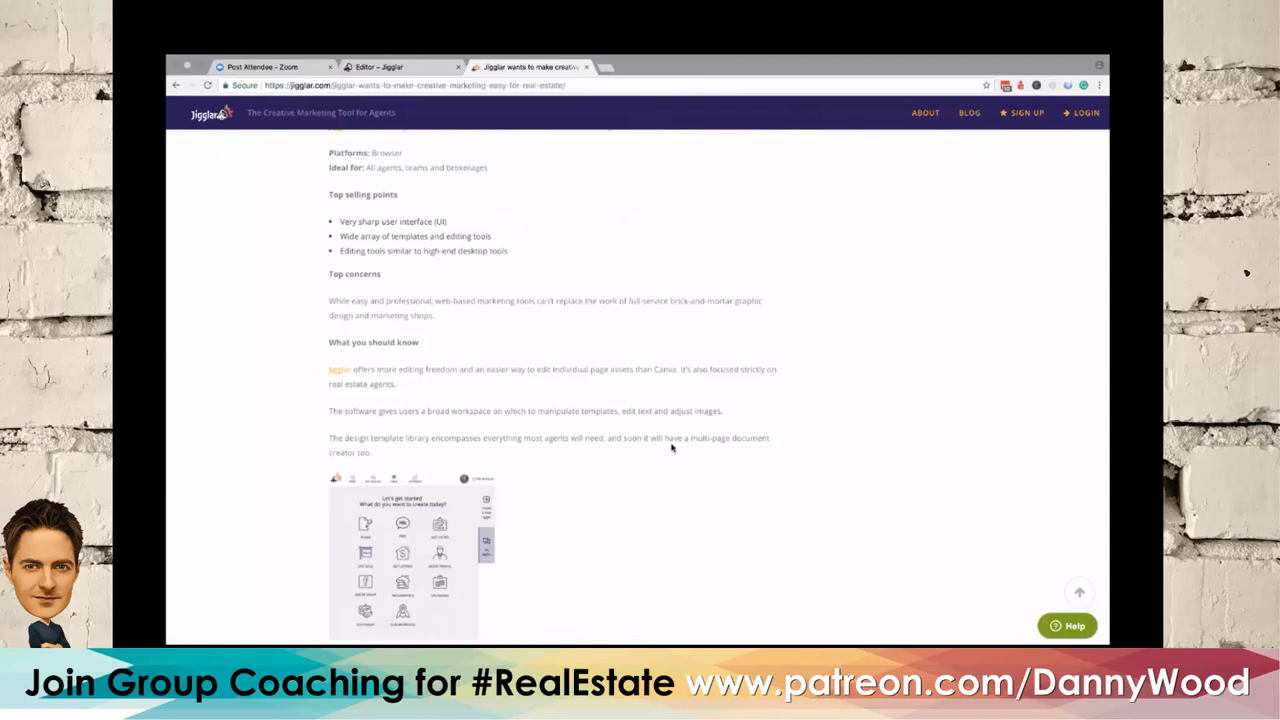 Post Attendee - Zoom
Editor - Jigglar
Jigglar wants to make creative
Secure https://jigglar.com/jigglar-wants-to-make-creative-marketing-easy-for-real-estate/
Jigglar
The Creative Marketing Tool for Agents.
ABOUT
BLOG
SIGN UP
LOGIN
Platforms: Browser
Ideal for: All agents, teams and brokerages
Top selling points
• Very sharp user interface (UI)
• Wide array of templates and editing tools
• Editing tools similar to high-end desktop tools
Top concerns
While easy and professional, web-based marketing tools can't replace the work of full-service brick-and-mortar graphic
design and marketing shops.
What you should know
Jigglar offers more editing freedom and an easier way to edit individual page assets than Canva. It's also focused strictly on
real estate agents.
The software gives users a broad workspace on which to manipulate templates, edit text and adjust images.
The design template library encompasses everything most agents will need, and soon it will have a multi-page document
creator too.
Let's get started
What do you want to create today?
Help
Join Group Coaching for #RealEstate www.patreon.com/DannyWood